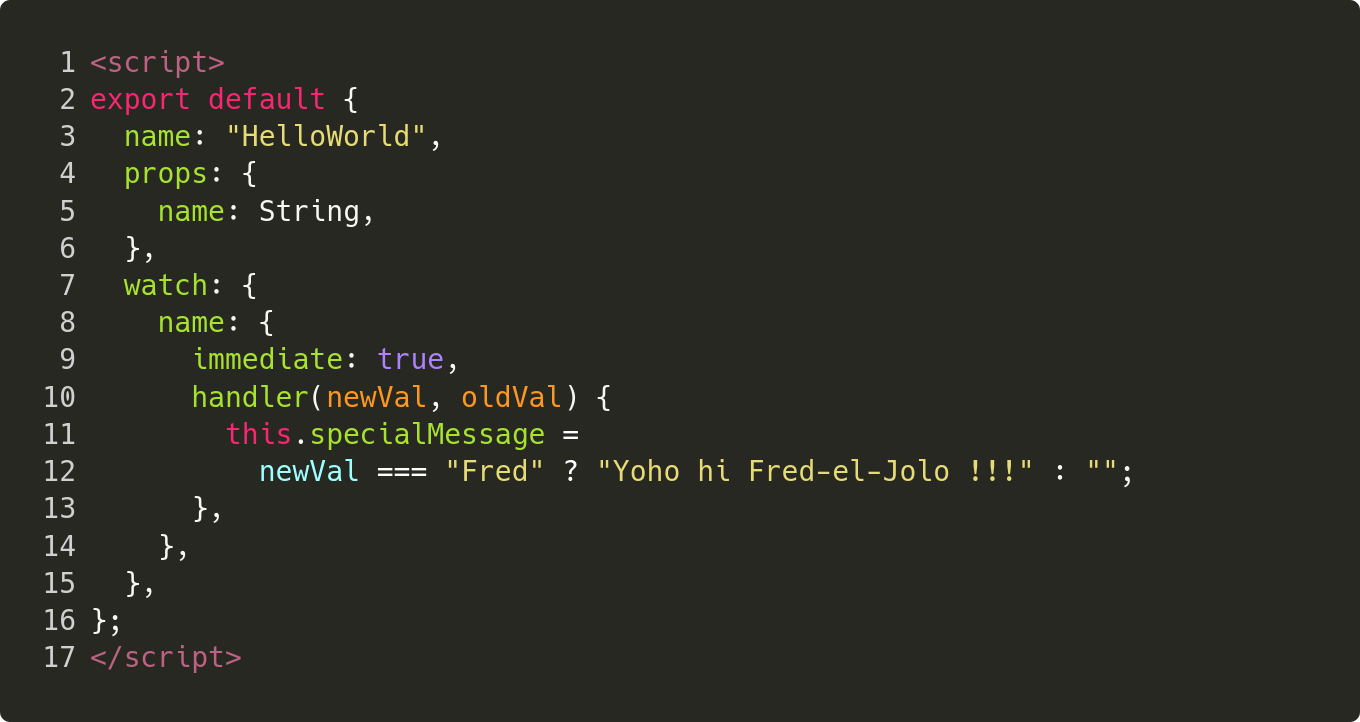 1 <script>
2 export default {
3   name: "HelloWorld",
4   props: {
5     name: String,
6   },
7   watch: {
8     name: {
9       immediate: true,
10       handler(newVal, oldVal) {
11         this.specialMessage =
12           newVal === "Fred" ? "Yoho hi Fred-el-Jolo !!!" : "";
13       },
14     },
15   },
16 };
17 </script>